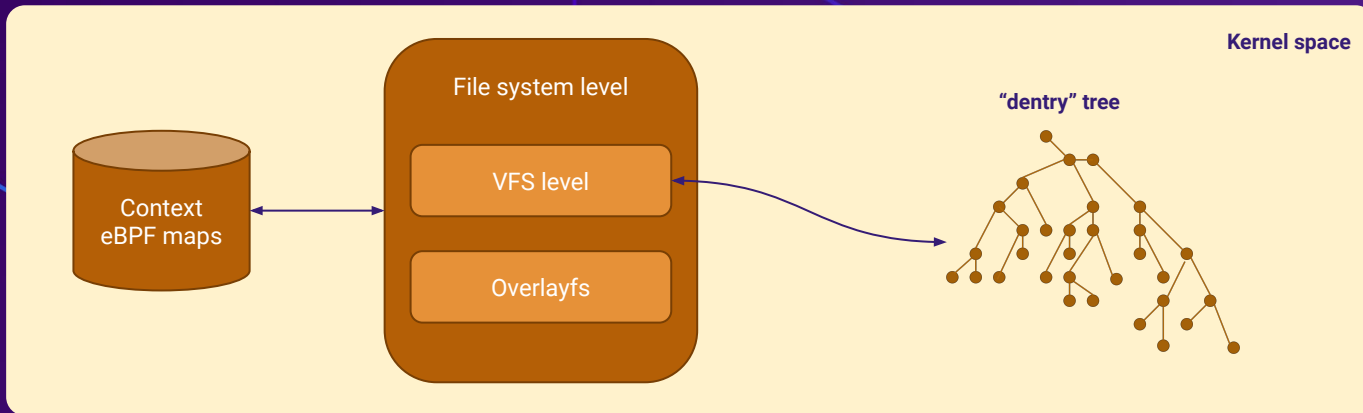 Kernel space
File system level
“dentry” tree
VFS level
Context
eBPF maps
Overlayfs